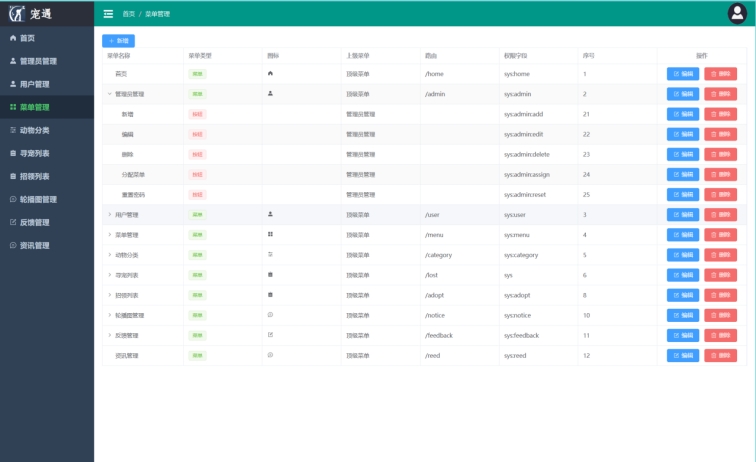 宠遇
首页 / 菜单管理
首页
管理员管理
用户管理
菜单管理
动物分类
寻宠列表
招领列表
轮播图管理
反馈管理
资讯管理
+ 新增
菜单名称 菜单类型 图标 上级菜单 路由 权限字段 序号 操作
首页 菜单 顶级菜单 /home sys:home 1 编辑 删除
管理员管理 菜单 顶级菜单 /admin sys:admin 2 编辑 删除
新增 按钮 管理员管理 sys:admin:add 21 编辑 删除
编辑 按钮 管理员管理 sys:admin:edit 22 编辑 删除
删除 按钮 管理员管理 sys:admin:delete 23 编辑 删除
分配菜单 按钮 管理员管理 sys:admin:assign 24 编辑 删除
重置密码 按钮 管理员管理 sys:admin:reset 25 编辑 删除
用户管理 菜单 顶级菜单 /user sys:user 3 编辑 删除
菜单管理 菜单 顶级菜单 /menu sys:menu 4 编辑 删除
动物分类 菜单 顶级菜单 /category sys:category 5 编辑 删除
寻宠列表 菜单 顶级菜单 /lost sys 6 编辑 删除
招领列表 菜单 顶级菜单 /adopt sys:adopt 8 编辑 删除
轮播图管理 菜单 顶级菜单 /notice sys:notice 10 编辑 删除
反馈管理 菜单 顶级菜单 /feedback sys:feedback 11 编辑 删除
资讯管理 菜单 顶级菜单 /reed sys:reed 12 编辑 删除